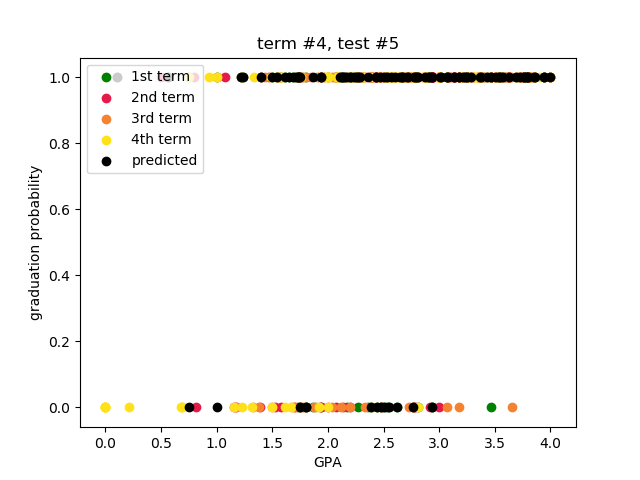 term #4, test #5
1st term
2nd term
3rd term
4th term
predicted
graduation probability
1.0
0.8
0.6
0.4
0.2
0.0
0.0 0.5 1.0 1.5 2.0 2.5 3.0 3.5 4.0
GPA